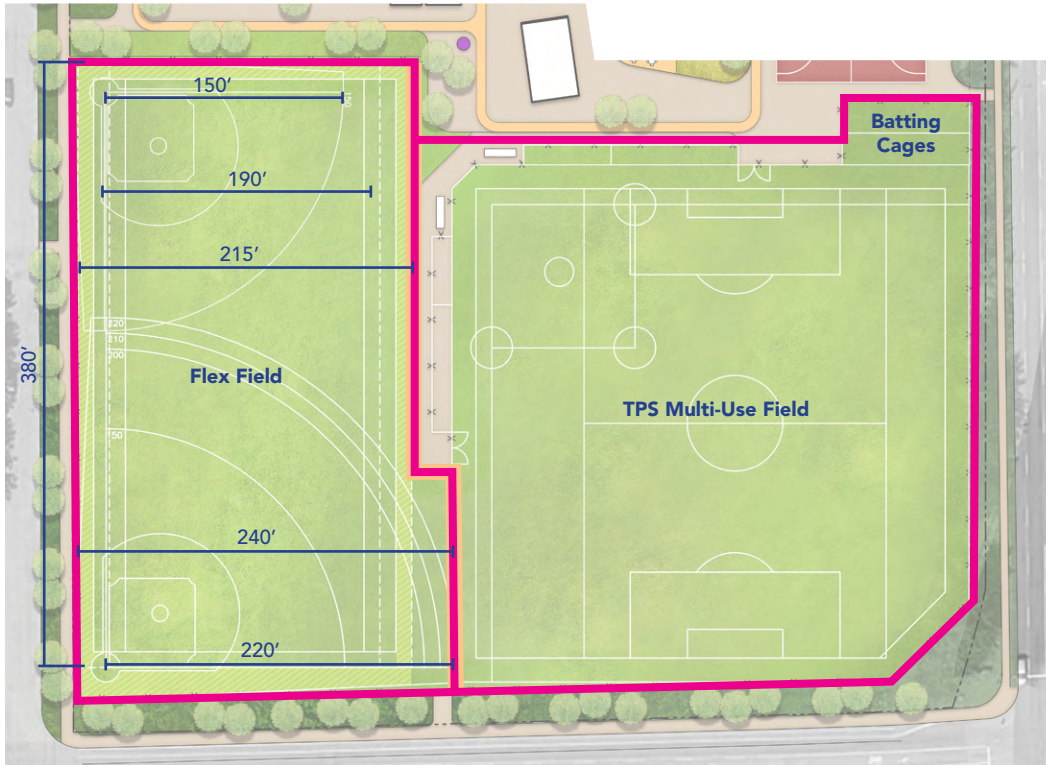 150’
Batting
Cages
190’
215’
220
210
200
380’
Flex Field
TPS Multi-Use Field
150
240’
220’